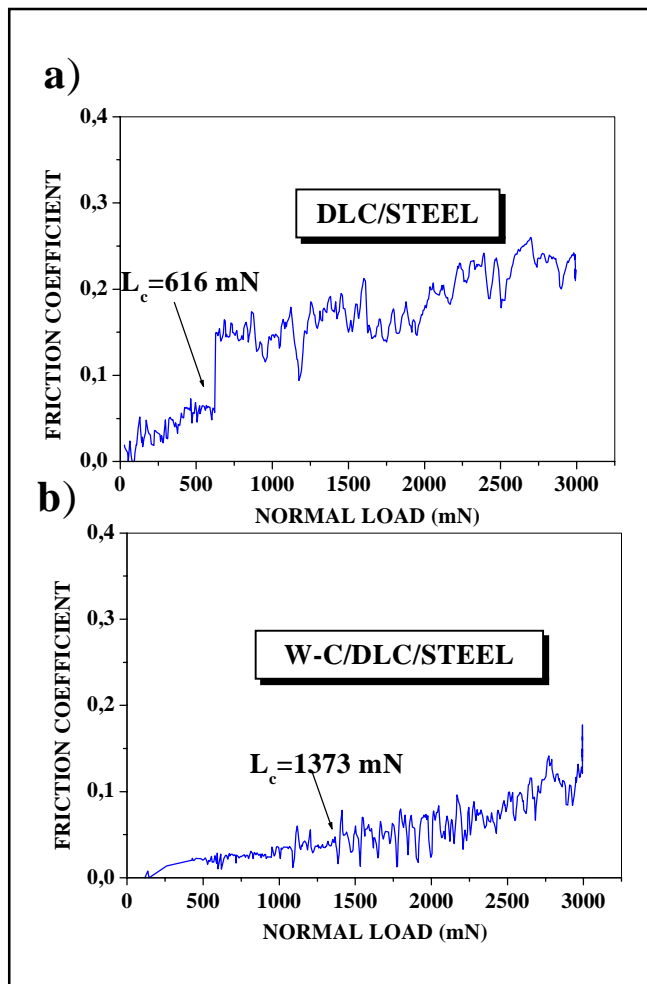 a)
FRICTION COEFFICIENT
0,4
0,3
0,2
0,1
0,0
DLC/STEEL
Lc=616 mN
0 500 1000 1500 2000 2500 3000
NORMAL LOAD (mN)
b)
FRICTION COEFFICIENT
0,4
0,3
0,2
0,1
0,0
W-C/DLC/STEEL
Lc=1373 mN
0 500 1000 1500 2000 2500 3000
NORMAL LOAD (mN)